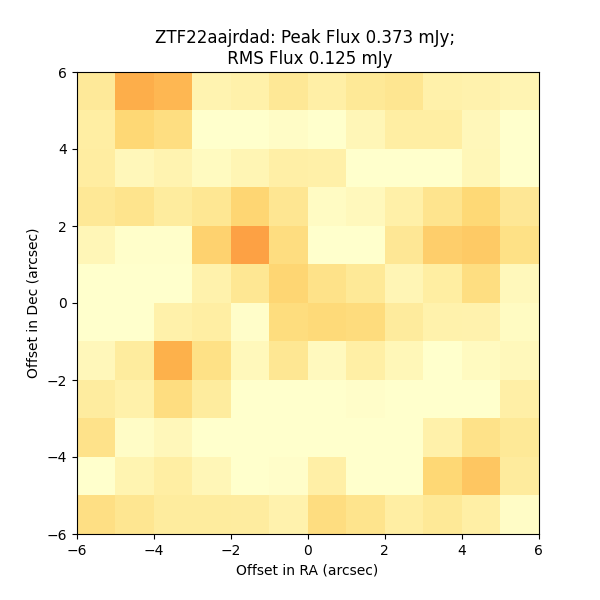 ZTF22aajrdad: Peak Flux 0.373 mJy;
RMS Flux 0.125 mJy
6
4
2
0
−2
−4
−6
Offset in Dec (arcsec)
−6 −4 −2 0 2 4 6
Offset in RA (arcsec)